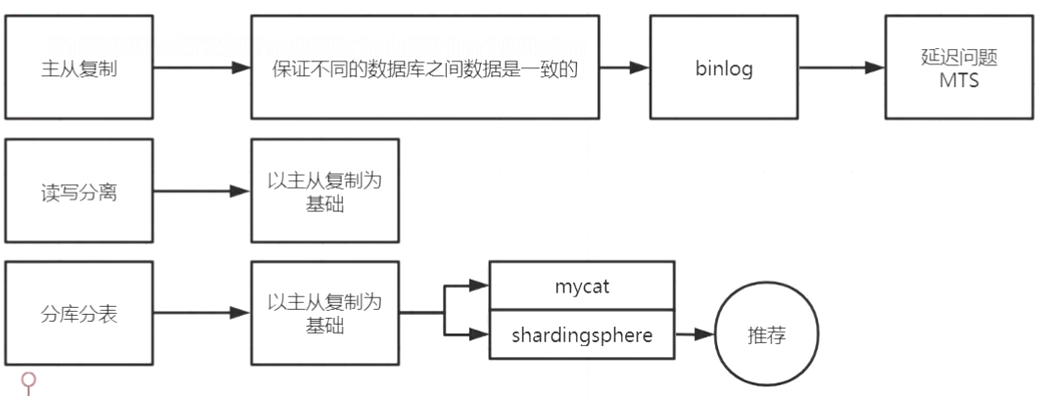 主从复制
保证不同的数据库之间数据是一致的
binlog
延迟问题
MTS
读写分离
以主从复制为
基础
分库分表
以主从复制为
基础
mycat
shardingsphere
推荐